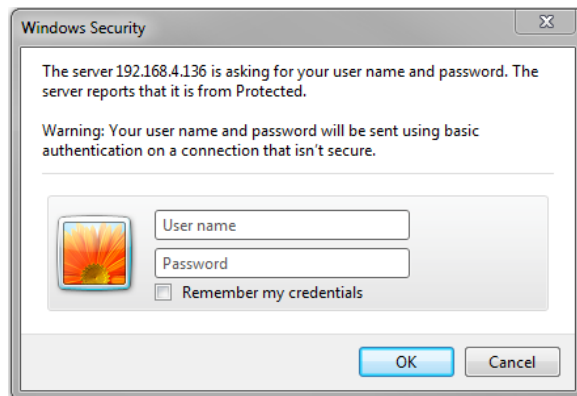 Windows Security
The server 192.168.4.136 is asking for your user name and password. The
server reports that it is from Protected.
Warning: Your user name and password will be sent using basic
authentication on a connection that isn't secure.
User name
Password
Remember my credentials
OK Cancel